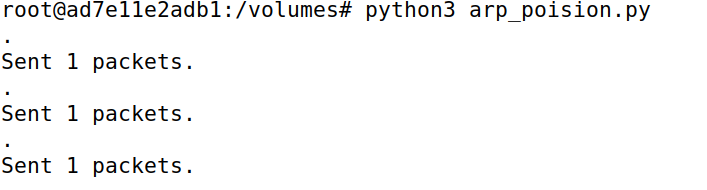 root@ad7e11e2adb1:/volumes# python3 arp_poision.py
.
Sent 1 packets.
.
Sent 1 packets.
.
Sent 1 packets.